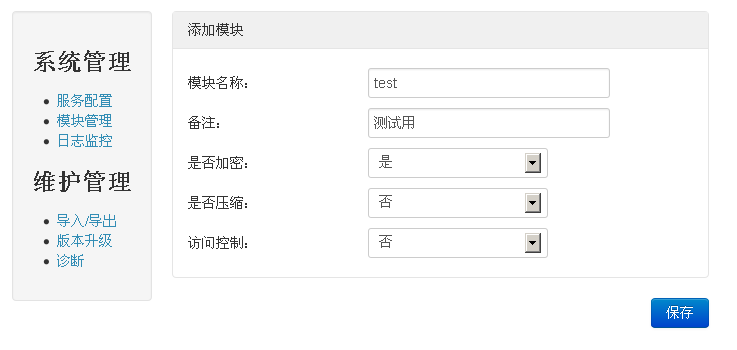 系统管理
服务配置
模块管理
日志监控
维护管理
导入/导出
版本升级
诊断
添加模块
模块名称： test
备注： 测试用
是否加密： 是
是否压缩： 否
访问控制： 否
保存